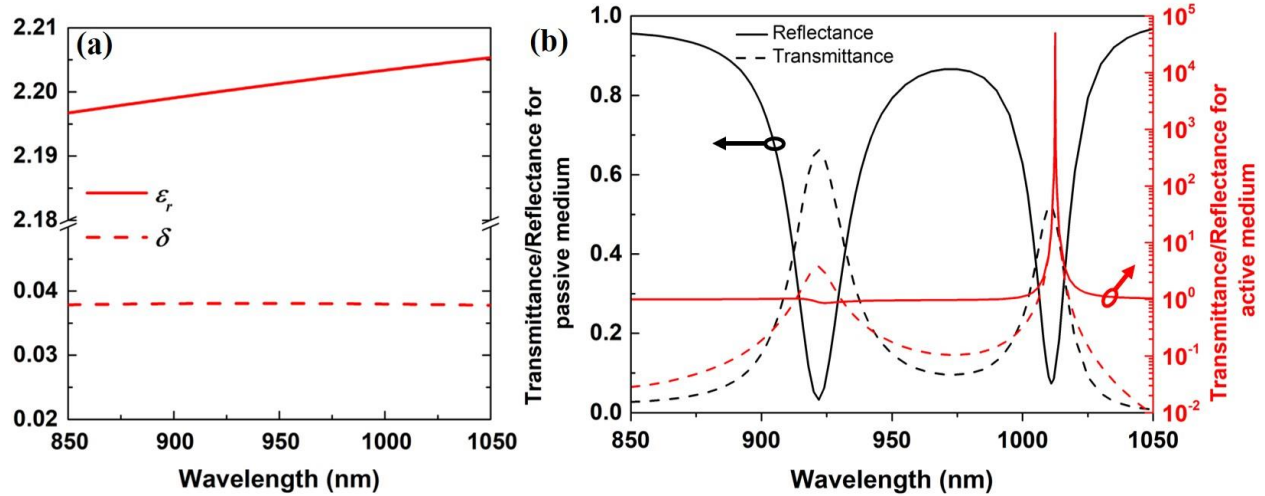 (a)
2.21
2.20
2.19
2.18
0.04
0.03
0.02
εr
δ
850 900 950 1000 1050
Wavelength (nm)
(b)
Transmittance/Reflectance for
passive medium
1.0
0.8
0.6
0.4
0.2
0.0
Reflectance
Transmittance
850 900 950 1000 1050
Wavelength (nm)
10^5
10^4
10^3
10^2
10^1
10^0
10^-1
10^-2
Transmittance/Reflectance for
active medium